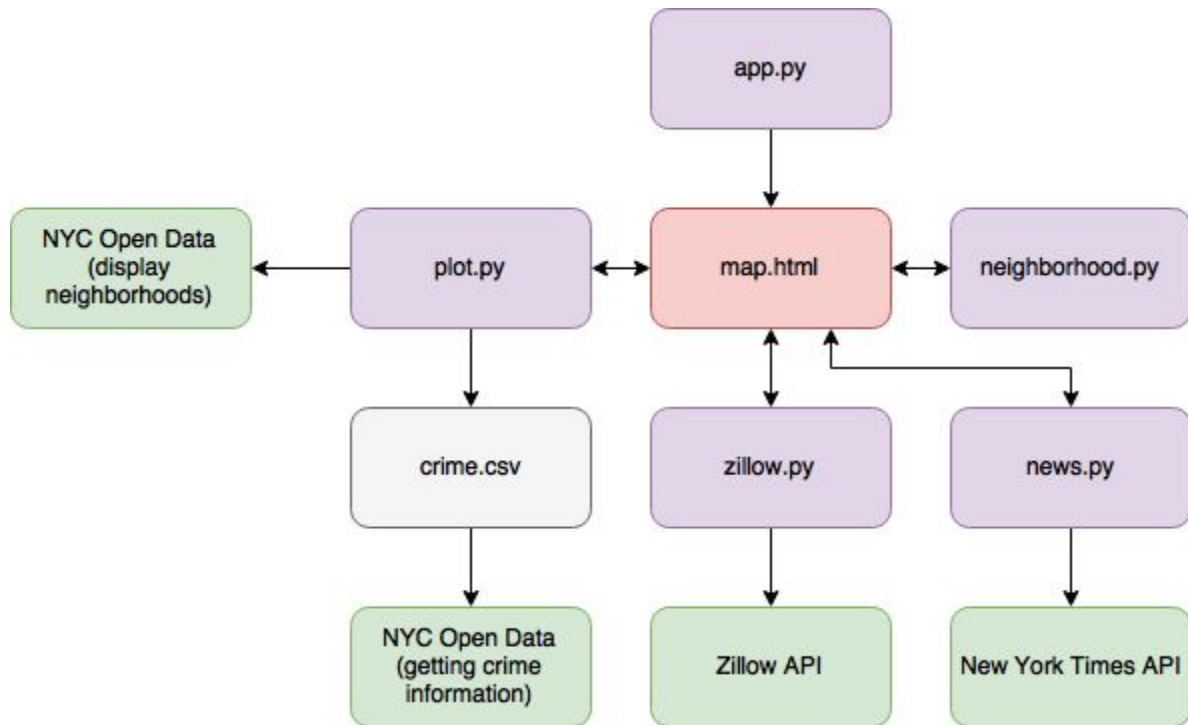 app.py
NYC Open Data
(display
neighborhoods)
plot.py
map.html
neighborhood.py
crime.csv
zillow.py
news.py
NYC Open Data
(getting crime
information)
Zillow API
New York Times API